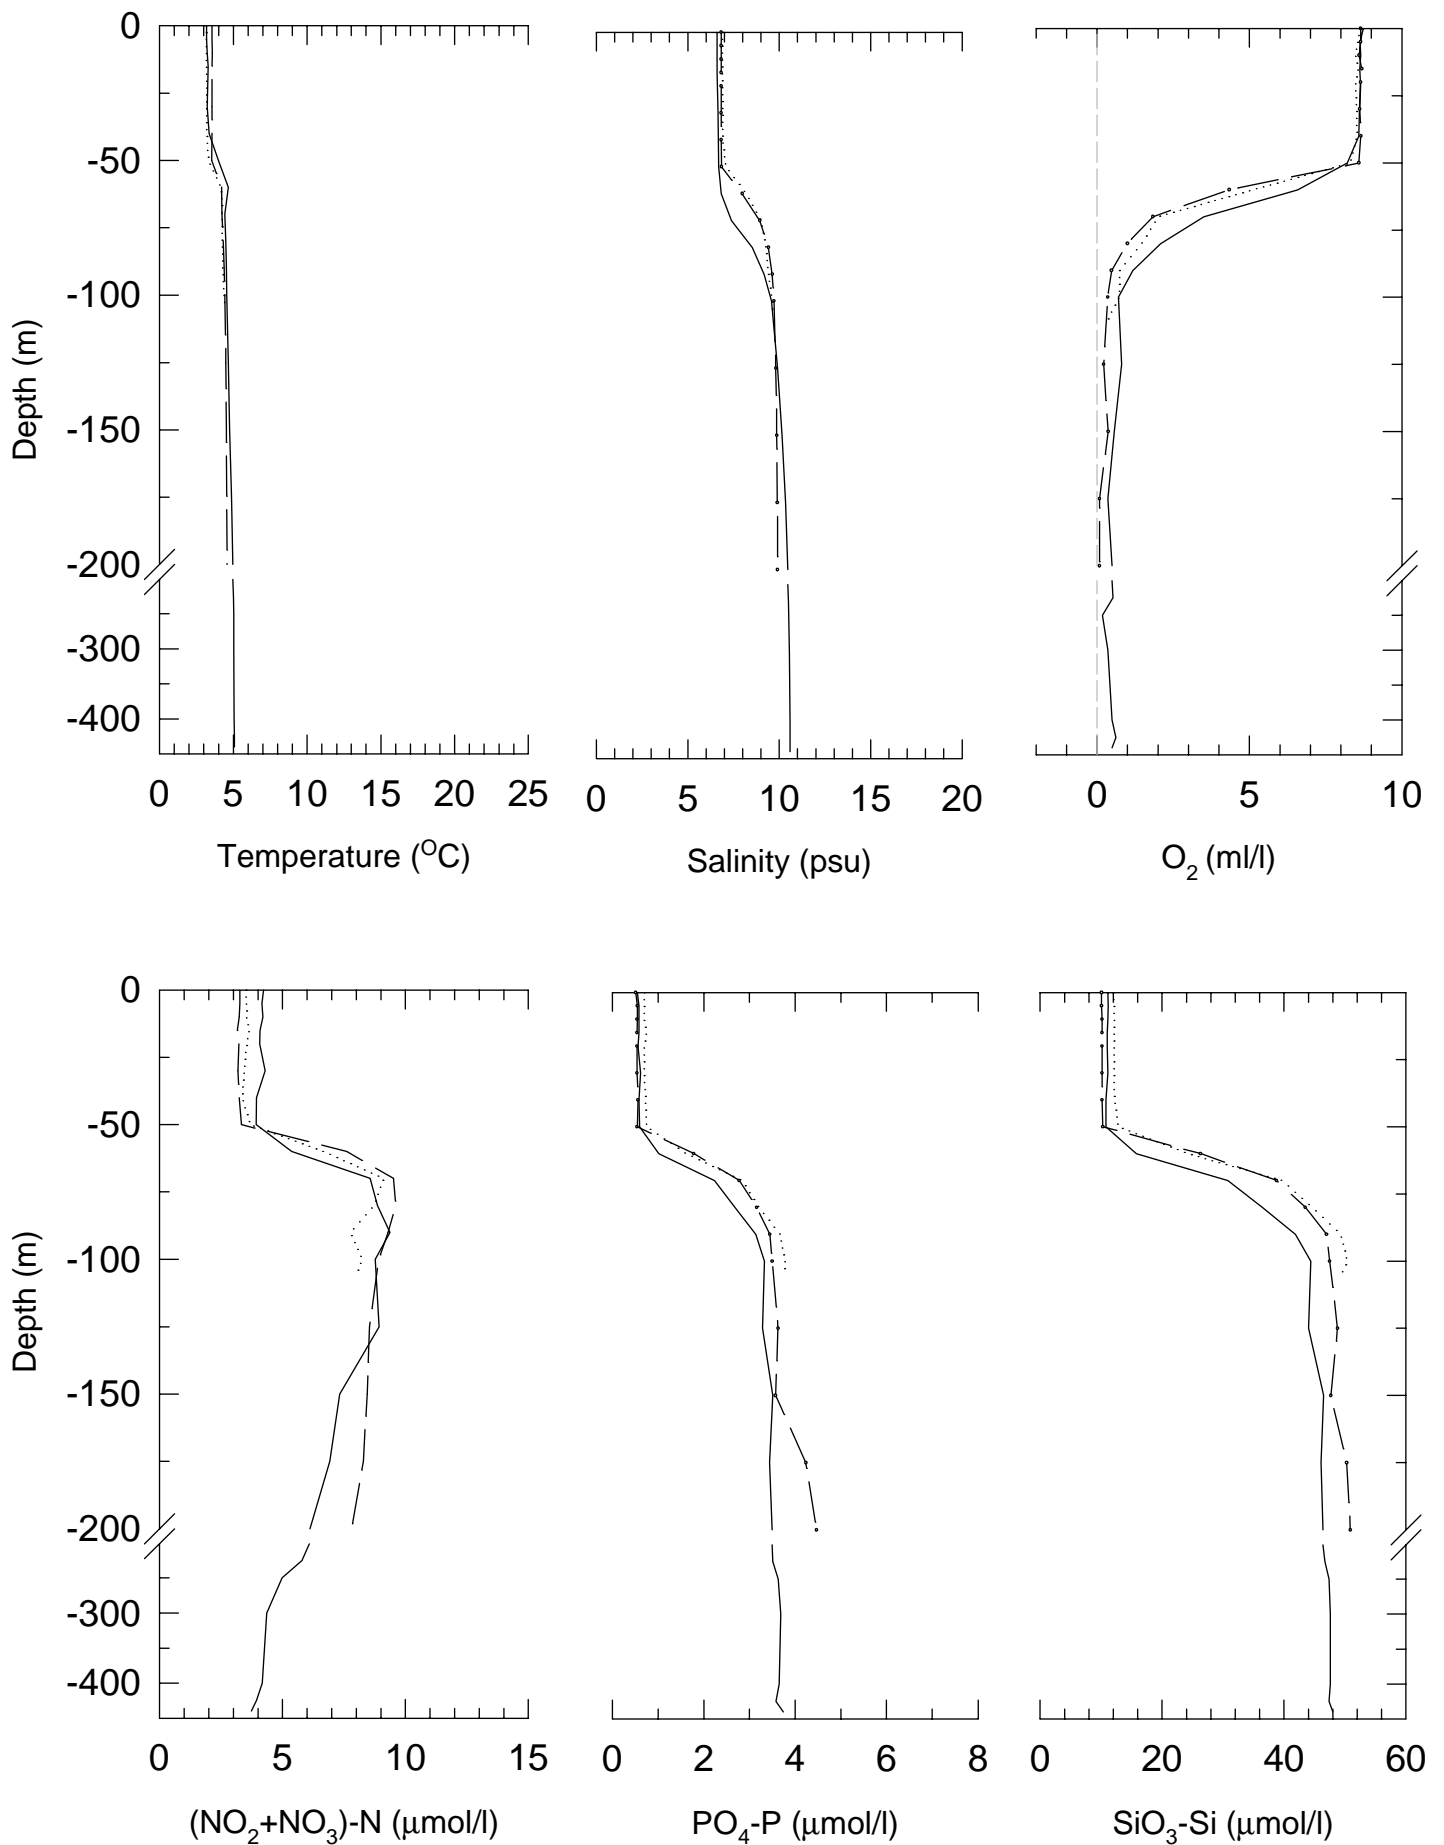 0
-50
-100
-150
-200
-300
-400
Depth (m)
0 5 10 15 20 25
0 5 10 15 20
0 5 10
Temperature (ᴼC)
Salinity (psu)
O₂ (ml/l)
0
-50
-100
-150
-200
-300
-400
Depth (m)
0 5 10 15
0 2 4 6 8
0 20 40 60
(NO₂+NO₃)-N (μmol/l)
PO₄-P (μmol/l)
SiO₃-Si (μmol/l)